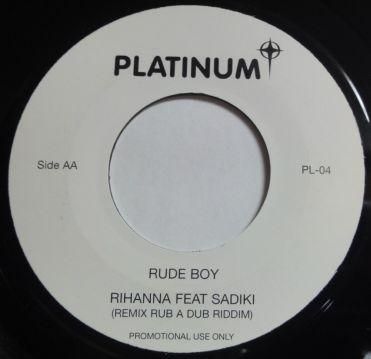 PLATINUM
Side AA
PL-04
RUDE BOY
RIHANNA FEAT SADIKI
(REMIX RUB A DUB RIDDIM)
PROMOTIONAL USE ONLY